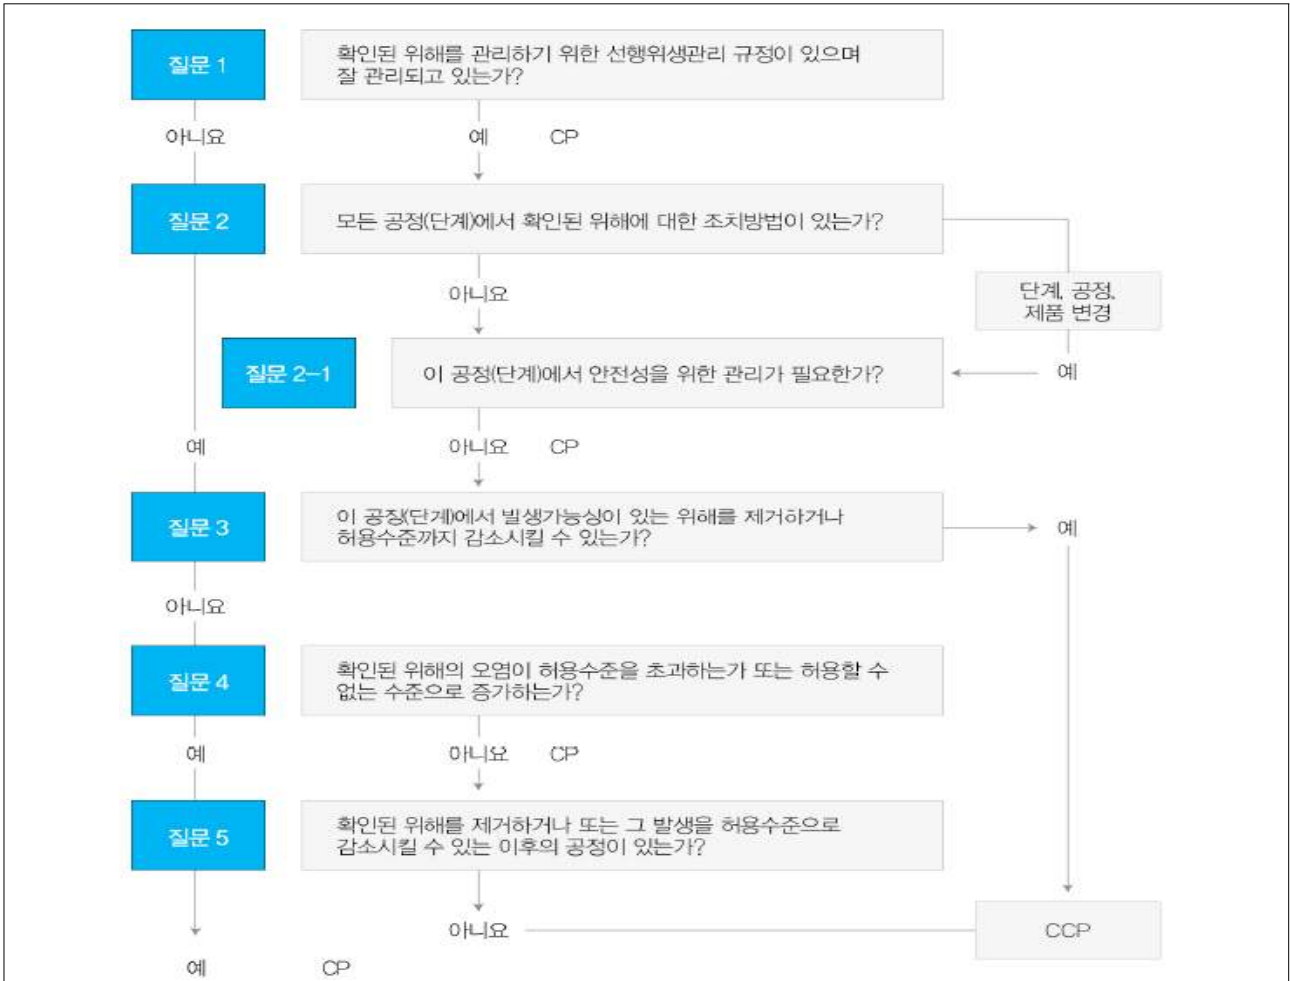 질문 1
확인된 위해를 관리하기 위한 선행위생관리 규정이 있으며
잘 관리되고 있는가?
아니요
예
CP
질문 2
모든 공정(단계)에서 확인된 위해에 대한 조치방법이 있는가?
아니요
단계, 공정,
제품 변경
질문 2-1
이 공정(단계)에서 안전성을 위한 관리가 필요한가?
예
예
아니요
CP
질문 3
이 공정(단계)에서 발생가능성이 있는 위해를 제거하거나
허용수준까지 감소시킬 수 있는가?
예
아니요
질문 4
확인된 위해의 오염이 허용수준을 초과하는가 또는 허용할 수
없는 수준으로 증가하는가?
예
아니요
CP
질문 5
확인된 위해를 제거하거나 또는 그 발생을 허용수준으로
감소시킬 수 있는 이후의 공정이 있는가?
아니요
CCP
예
CP